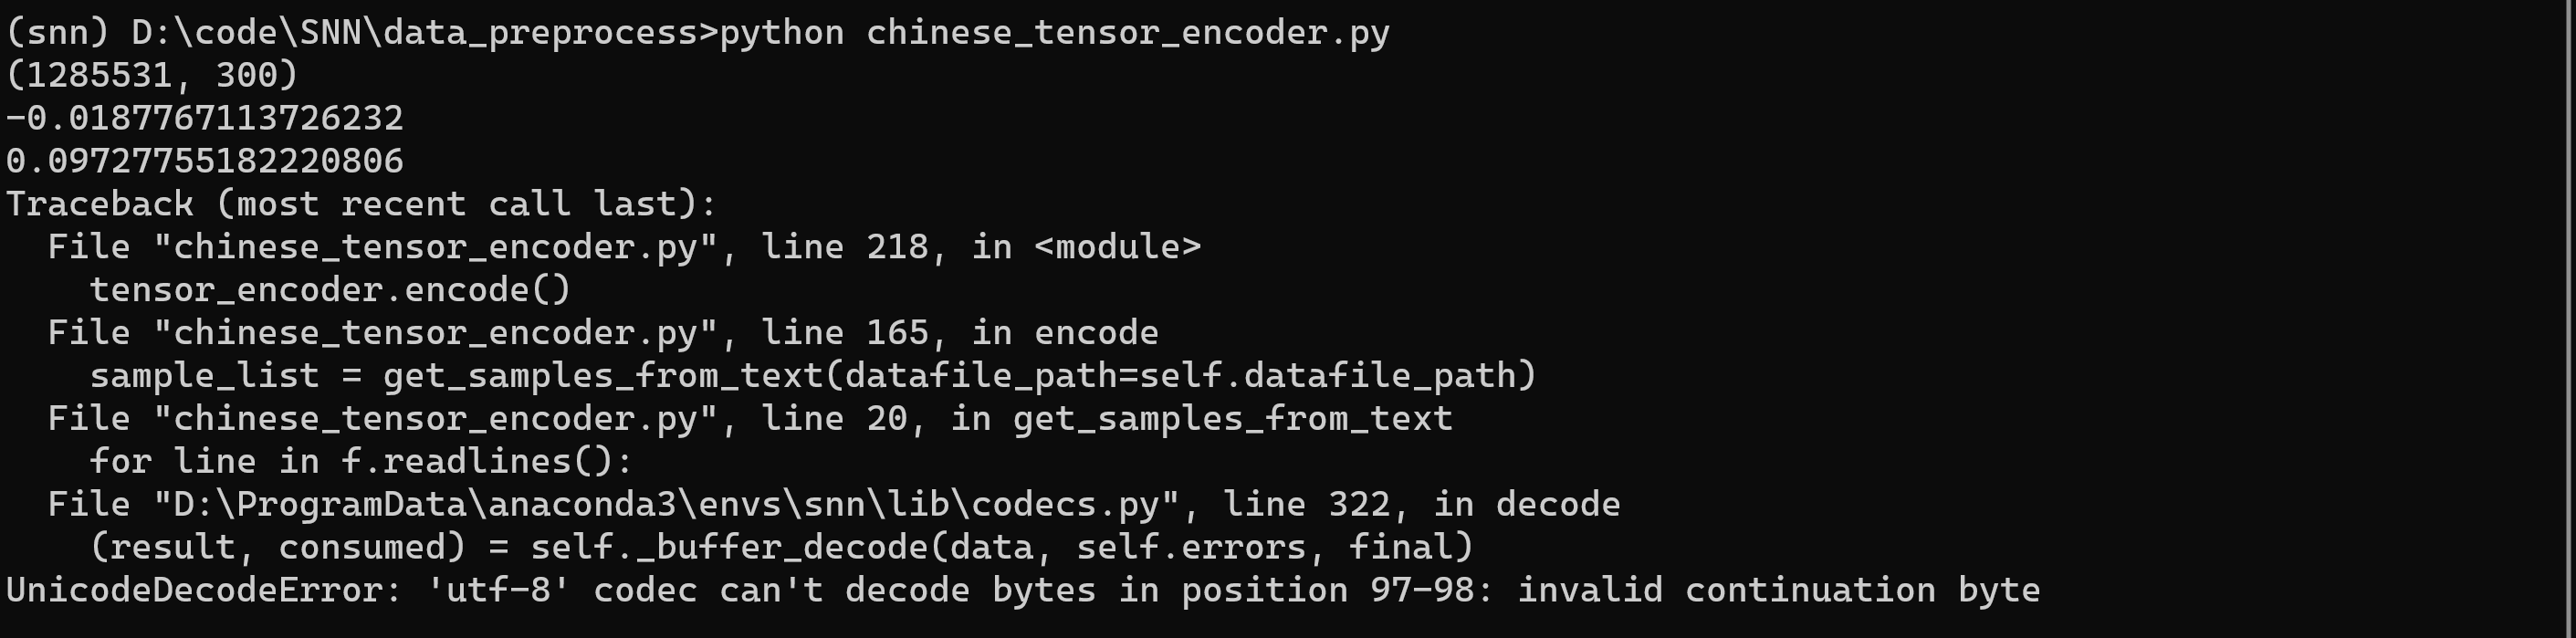 (snn) D:\code\SNN\data_preprocess>python chinese_tensor_encoder.py
(1285531, 300)
-0.0187767113726232
0.09727755182220806
Traceback (most recent call last):
  File "chinese_tensor_encoder.py", line 218, in <module>
    tensor_encoder.encode()
  File "chinese_tensor_encoder.py", line 165, in encode
    sample_list = get_samples_from_text(datafile_path=self.datafile_path)
  File "chinese_tensor_encoder.py", line 20, in get_samples_from_text
    for line in f.readlines():
  File "D:\ProgramData\anaconda3\envs\snn\lib\codecs.py", line 322, in decode
    (result, consumed) = self._buffer_decode(data, self.errors, final)
UnicodeDecodeError: 'utf-8' codec can't decode bytes in position 97-98: invalid continuation byte